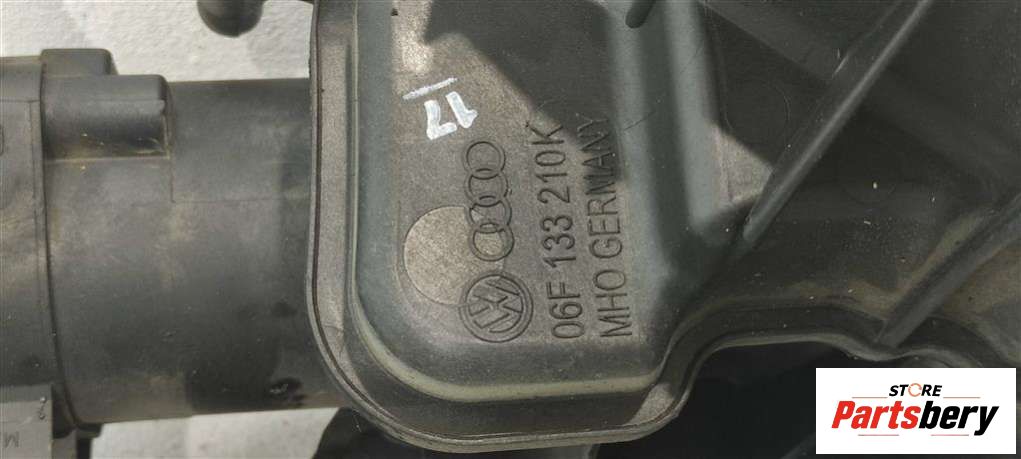 17
06F 133 210K
MHO GERMANY
STORE
Partsbery
M